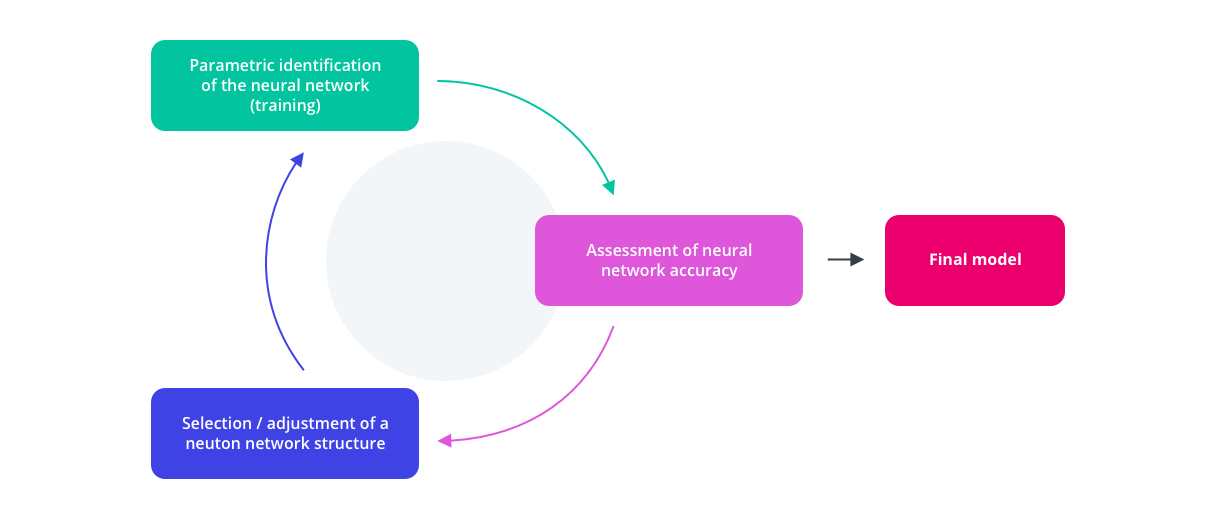 Parametric identification
of the neural network
(training)
Assessment of neural
network accuracy
Final model
Selection / adjustment of a
neuton network structure